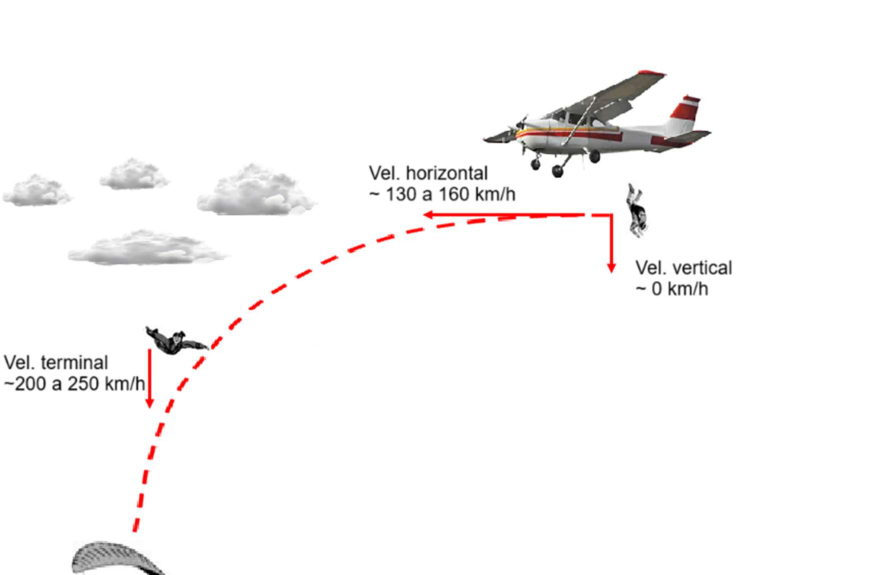 Vel. horizontal
~ 130 a 160 km/h
Vel. vertical
~ 0 km/h
Vel. terminal
~200 a 250 km/h